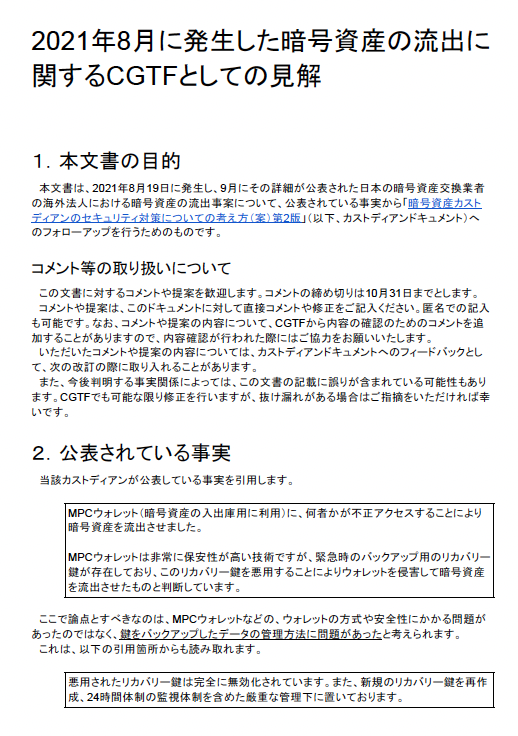 2021年8月に発生した暗号資産の流出に
関するCGTFとしての見解
１．本文書の目的
本文書は、2021年8月19日に発生し、9月にその詳細が公表された日本の暗号資産交換業者
の海外法人における暗号資産の流出事案について、公表されている事実から「暗号資産カスト
ディアンのセキュリティ対策についての考え方（案）第2版」（以下、カストディアンドキュメント）へ
のフォローアップを行うためのものです。
コメント等の取り扱いについて
この文書に対するコメントや提案を歓迎します。コメントの締め切りは10月31日までとします。
コメントや提案は、このドキュメントに対して直接コメントや修正をご記入ください。匿名での記入
も可能です。なお、コメントや提案の内容について、CGTFから内容の確認のためのコメントを追
加することがありますので、内容確認が行われた際にはご協力をお願いいたします。
いただいたコメントや提案の内容については、カストディアンドキュメントへのフィードバックとし
て、次の改訂の際に取り入れることがあります。
また、今後判明する事実関係によっては、この文書の記載に誤りが含まれている可能性もあり
ます。CGTFでも可能な限り修正を行いますが、抜け漏れがある場合はご指摘をいただければ幸
いです。
２．公表されている事実
当該カストディアンが公表している事実を引用します。
MPCウォレット（暗号資産の入出庫用に利用）に、何者かが不正アクセスすることにより
暗号資産を流出させました。
MPCウォレットは非常に保安性が高い技術ですが、緊急時のバックアップ用のリカバリー
鍵が存在しており、このリカバリー鍵を悪用することによりウォレットを侵害して暗号資産
を流出させたものと判断しています。
ここで論点とすべきなのは、MPCウォレットなどの、ウォレットの方式や安全性にかかる問題が
あったのではなく、鍵をバックアップしたデータの管理方法に問題があったと考えられます。
これは、以下の引用箇所からも読み取れます。
悪用されたリカバリー鍵は完全に無効化されています。また、新規のリカバリー鍵を再作
成、24時間体制の監視体制を含めた厳重な管理下に置いております。